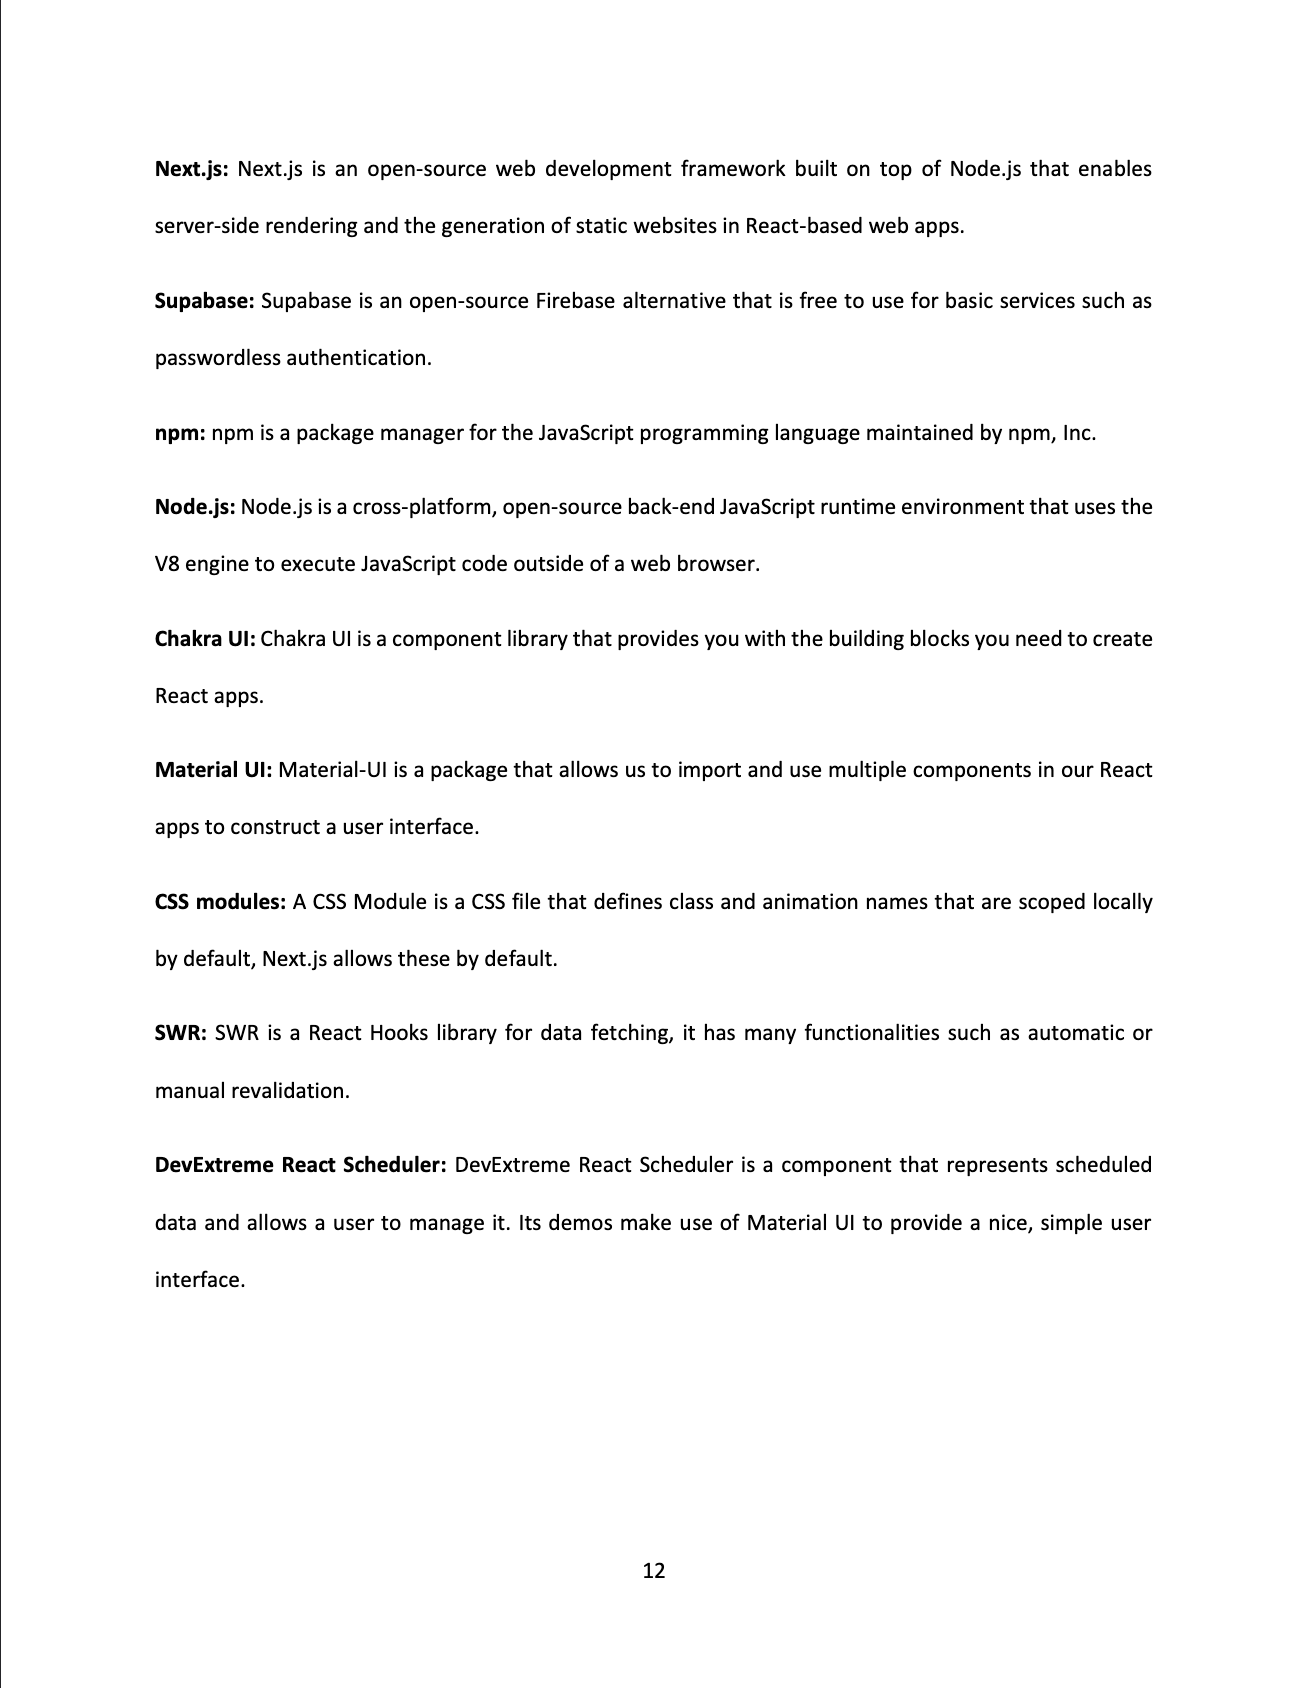 Next.js: Next.js is an open-source web development framework built on top of Node.js that enables
server-side rendering and the generation of static websites in React-based web apps.
Supabase: Supabase is an open-source Firebase alternative that is free to use for basic services such as
passwordless authentication.
npm: npm is a package manager for the JavaScript programming language maintained by npm, Inc.
Node.js: Node.js is a cross-platform, open-source back-end JavaScript runtime environment that uses the
V8 engine to execute JavaScript code outside of a web browser.
Chakra UI: Chakra UI is a component library that provides you with the building blocks you need to create
React apps.
Material UI: Material-UI is a package that allows us to import and use multiple components in our React
apps to construct a user interface.
CSS modules: A CSS Module is a CSS file that defines class and animation names that are scoped locally
by default, Next.js allows these by default.
SWR: SWR is a React Hooks library for data fetching, it has many functionalities such as automatic or
manual revalidation.
DevExtreme React Scheduler: DevExtreme React Scheduler is a component that represents scheduled
data and allows a user to manage it. Its demos make use of Material UI to provide a nice, simple user
interface.
12